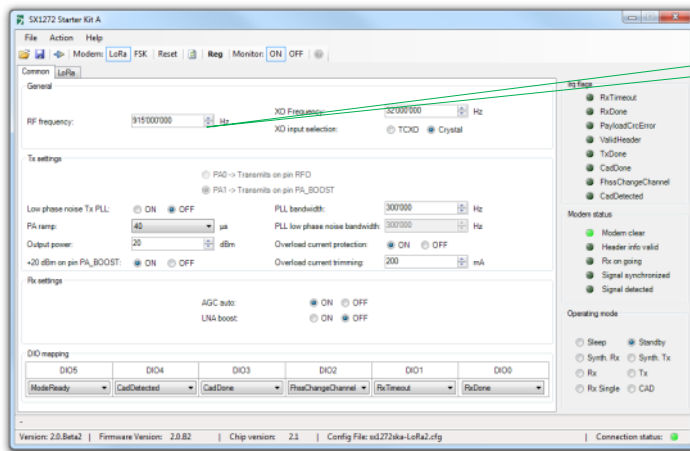 SX1272 Starter Kit A
File Action Help
Modem: LoRa FSK Reset Reg Monitor: ON OFF
Common LoRa
General
RF frequency: 915'000'000 Hz
XO Frequency: 32'000'000 Hz
XO input selection: TCXO Crystal
Tx settings
PA0 -> Transmits on pin RFO
PA1 -> Transmits on pin PA_BOOST
Low phase noise Tx PLL: ON OFF
PLL bandwidth: 300'000 Hz
PA ramp: 40 µs
PLL low phase noise bandwidth: 300'000 Hz
Output power: 20 dBm
Overload current protection: ON OFF
+20 dBm on pin PA_BOOST: ON OFF
Overload current trimming: 200 mA
Rx settings
AGC auto: ON OFF
LNA boost: ON OFF
DIO mapping
DIO5 DIO4 DIO3 DIO2 DIO1 DIO0
ModeReady CadDetected CadDone FhssChangeChannel RxTimeout RxDone
Irq flags
RxTimeout
RxDone
PayloadCrcError
ValidHeader
TxDone
CadDone
FhssChangeChannel
CadDetected
Modem status
Modem clear
Header info valid
Rx on going
Signal synchronized
Signal detected
Operating mode
Sleep Standby
Synth. Rx Synth. Tx
Rx Tx
Rx Single CAD
-
Version: 2.0.Beta2 | Firmware Version: 2.0.B2 | Chip version: 2.1 | Config File: sx1272ska-LoRa2.cfg | Connection status: